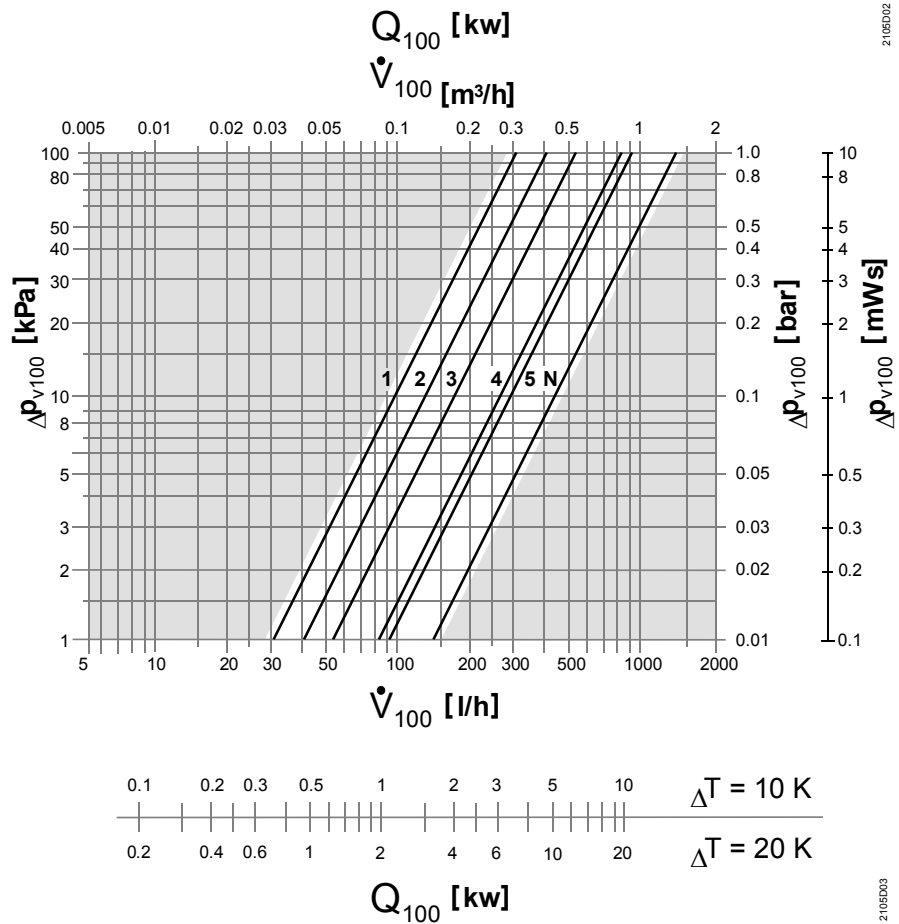 2105D02
Q100 [kw]
V̇100 [m³/h]
0.005 0.01 0.02 0.03 0.05 0.1 0.2 0.3 0.5 1 2
100 1.0 10
80 0.8 8
50 0.5 5
40 0.4 4
30 0.3 3
20 0.2 2
10 0.1 1
8
5 0.05 0.5
3 0.03 0.3
2 0.02 0.2
1 0.01 0.1
Δpv100 [kPa]
1 2 3 4 5 N
Δpv100 [bar]
Δpv100 [mWs]
5 10 20 30 50 100 200 300 500 1000 2000
V̇100 [l/h]
0.1 0.2 0.3 0.5 1 2 3 5 10 ΔT = 10 K
0.2 0.4 0.6 1 2 4 6 10 20 ΔT = 20 K
Q100 [kw]
2105D03